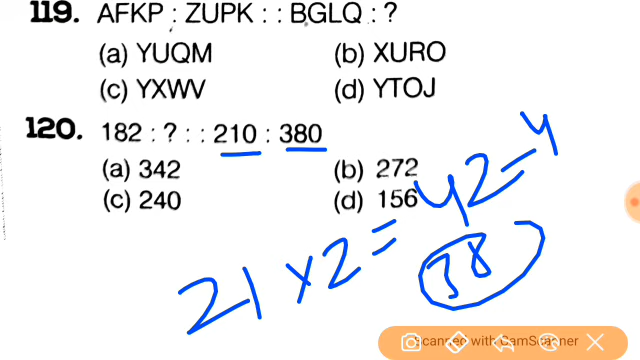 119. AFKP : ZUPK : : BGLQ : ?
(a) YUQM (b) XURO
(c) YXWV (d) YTOJ
120. 182 : ? : : 210 : 380
(a) 342 (b) 272
(c) 240 (d) 156
21 × 2 = 42 = 4
38
Scanned with CamScanner